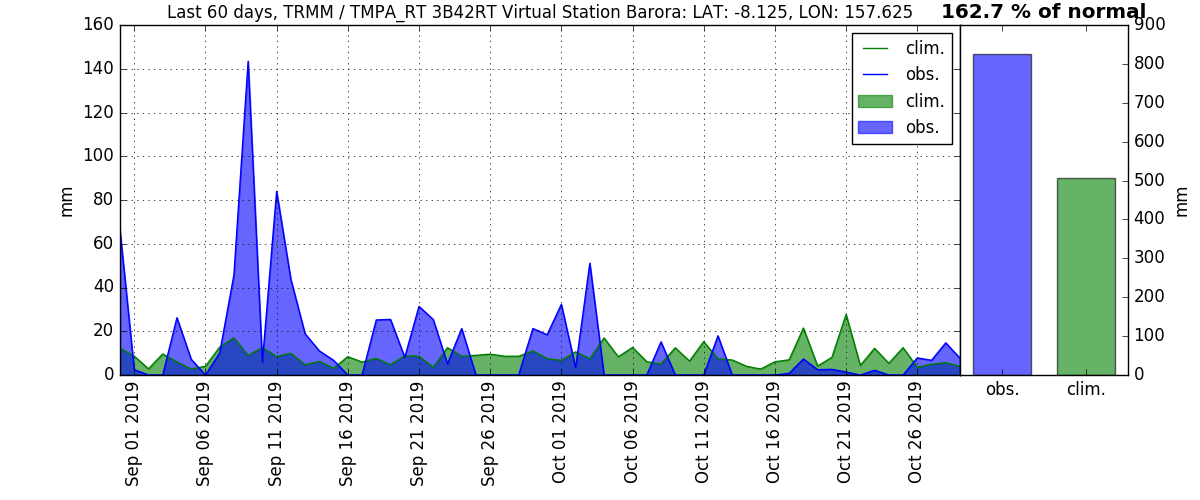 Last 60 days, TRMM / TMPA_RT 3B42RT Virtual Station Barora: LAT: -8.125, LON: 157.625
162.7 % of normal
160
140
120
100
80
60
40
20
0
mm
clim.
obs.
clim.
obs.
Sep 01 2019
Sep 06 2019
Sep 11 2019
Sep 16 2019
Sep 21 2019
Sep 26 2019
Oct 01 2019
Oct 06 2019
Oct 11 2019
Oct 16 2019
Oct 21 2019
Oct 26 2019
900
800
700
600
500
400
300
200
100
0
mm
obs.
clim.